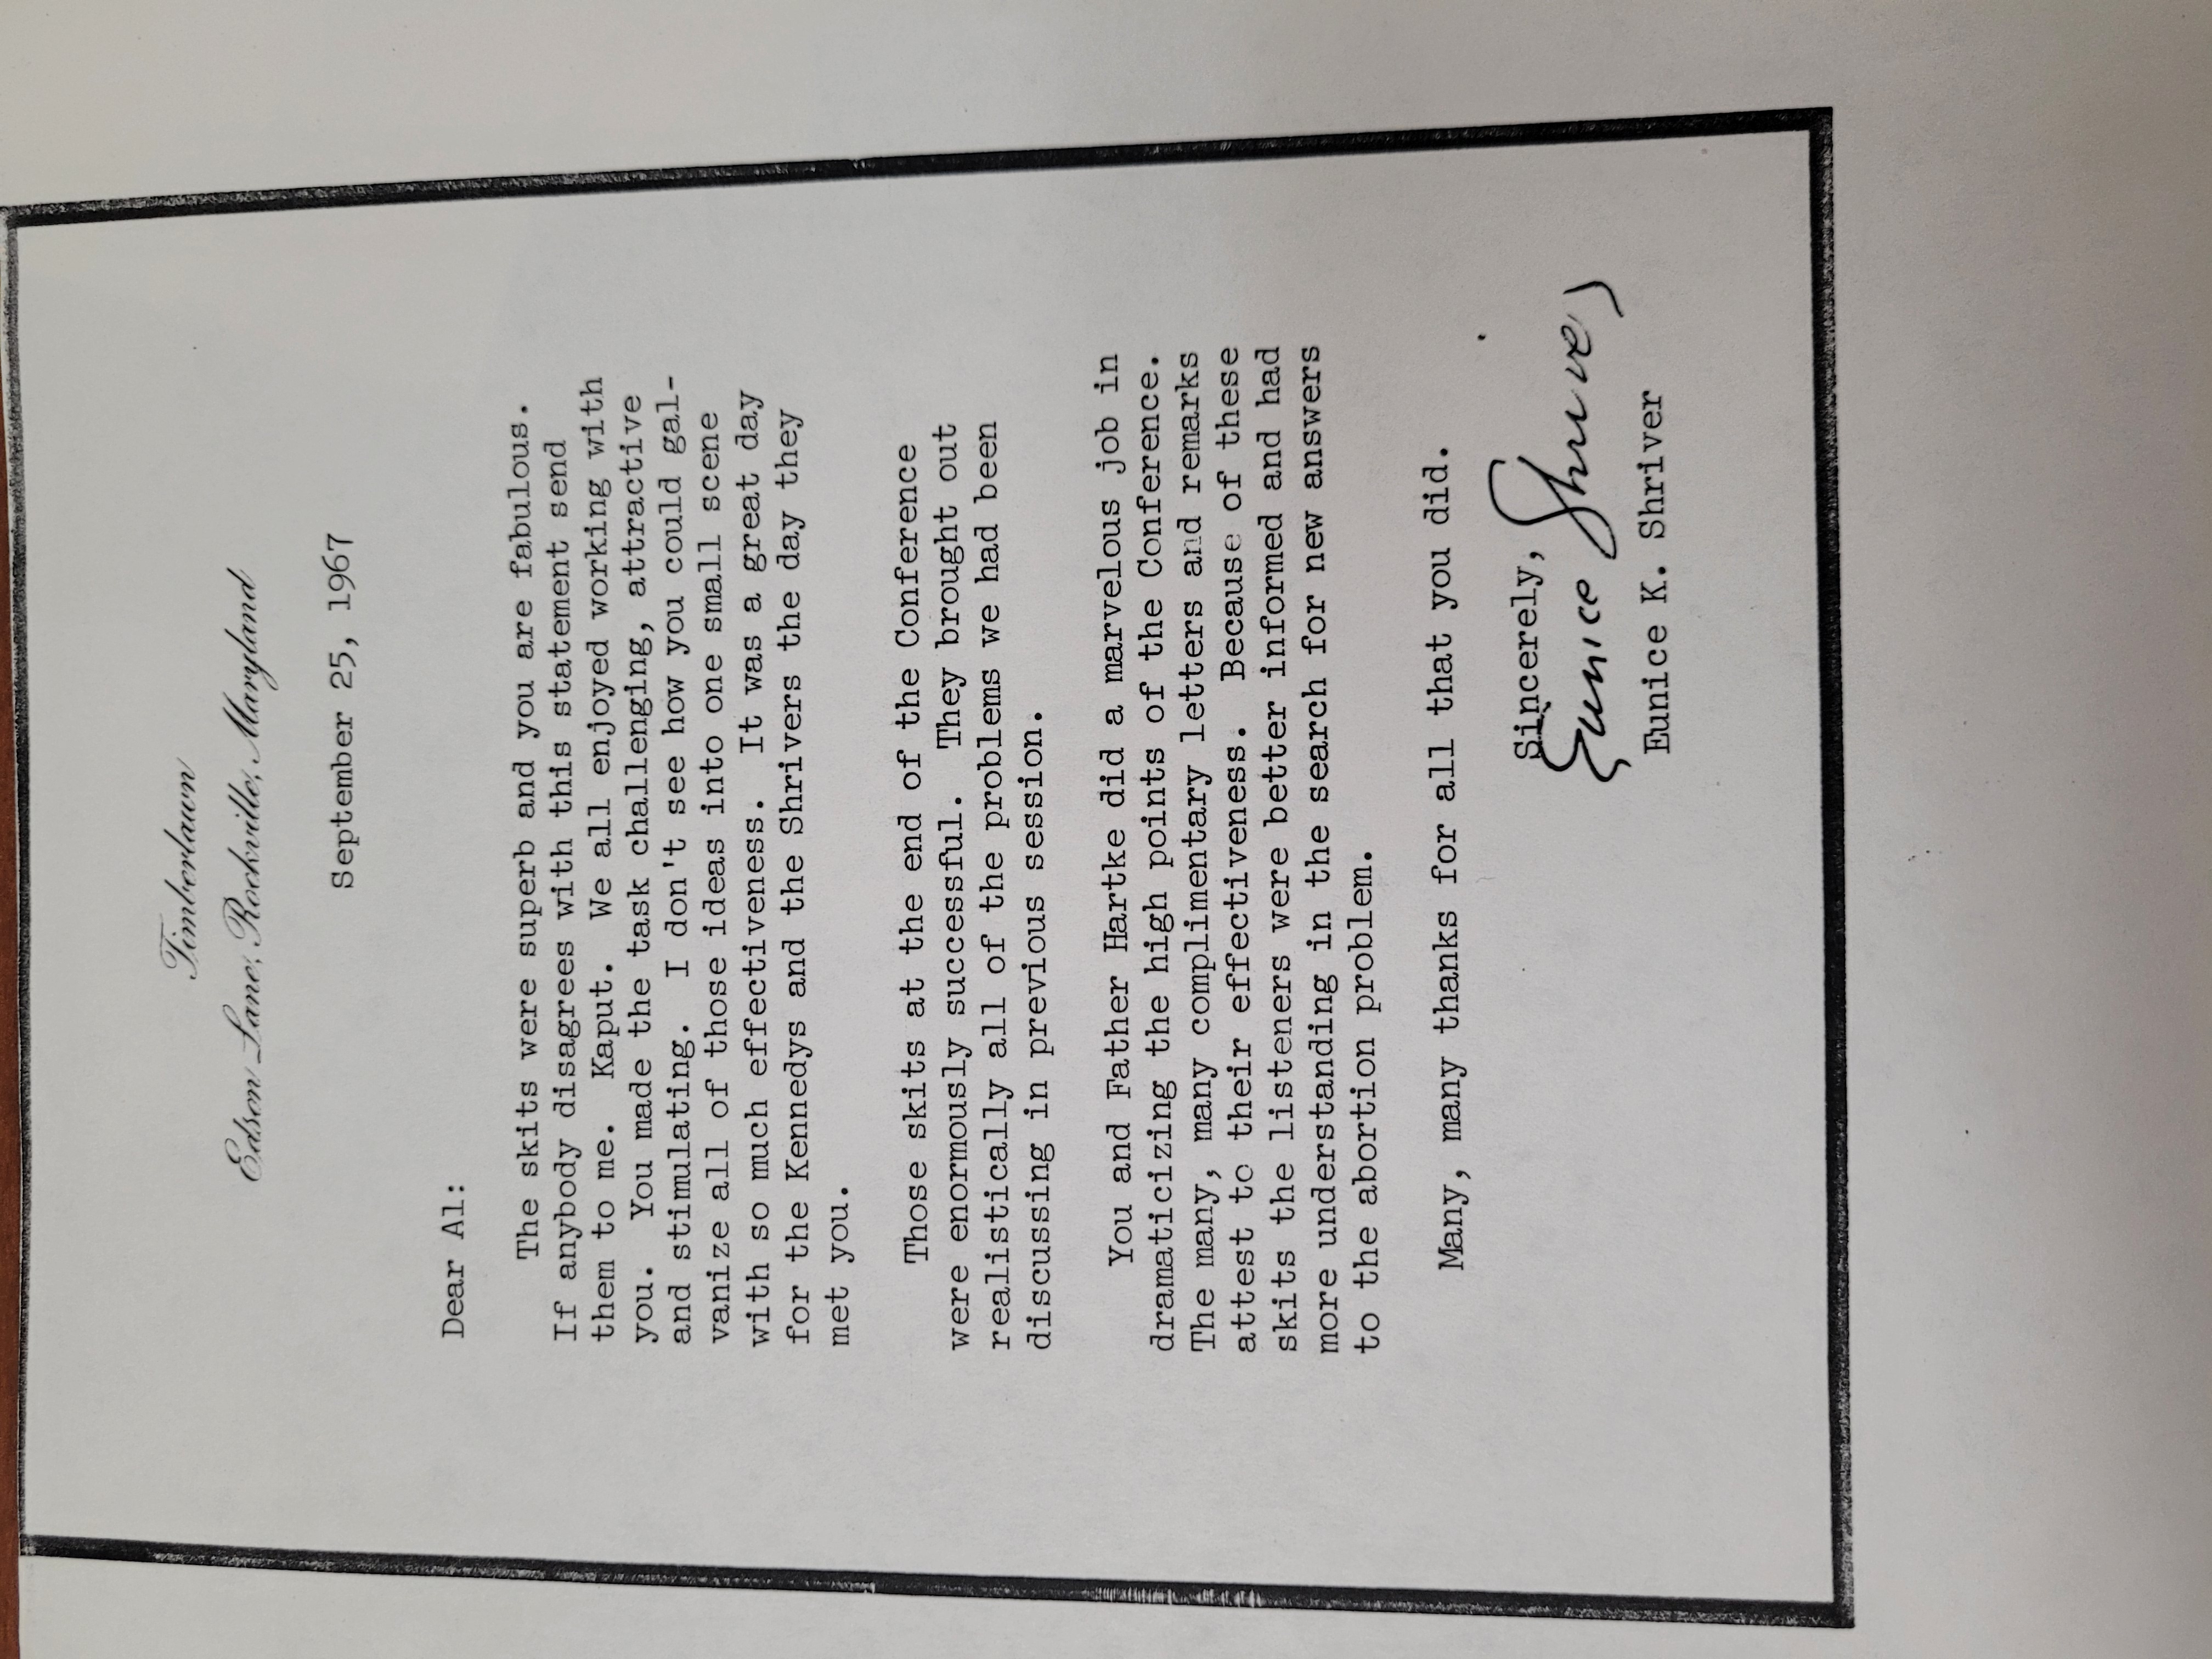 Timberlawn
Edson Lane, Rockville, Maryland
September 25, 1967
Dear Al:
The skits were superb and you are fabulous.
If anybody disagrees with this statement send
them to me. Kaput. We all enjoyed working with
you. You made the task challenging, attractive
and stimulating. I don't see how you could gal-
vanize all of those ideas into one small scene
with so much effectiveness. It was a great day
for the Kennedys and the Shrivers the day they
met you.
Those skits at the end of the Conference
were enormously successful. They brought out
realistically all of the problems we had been
discussing in previous session.
You and Father Hartke did a marvelous job in
dramaticizing the high points of the Conference.
The many, many complimentary letters and remarks
attest to their effectiveness. Because of these
skits the listeners were better informed and had
more understanding in the search for new answers
to the abortion problem.
Many, many thanks for all that you did.
Sincerely,
Eunice Shriver
Eunice K. Shriver